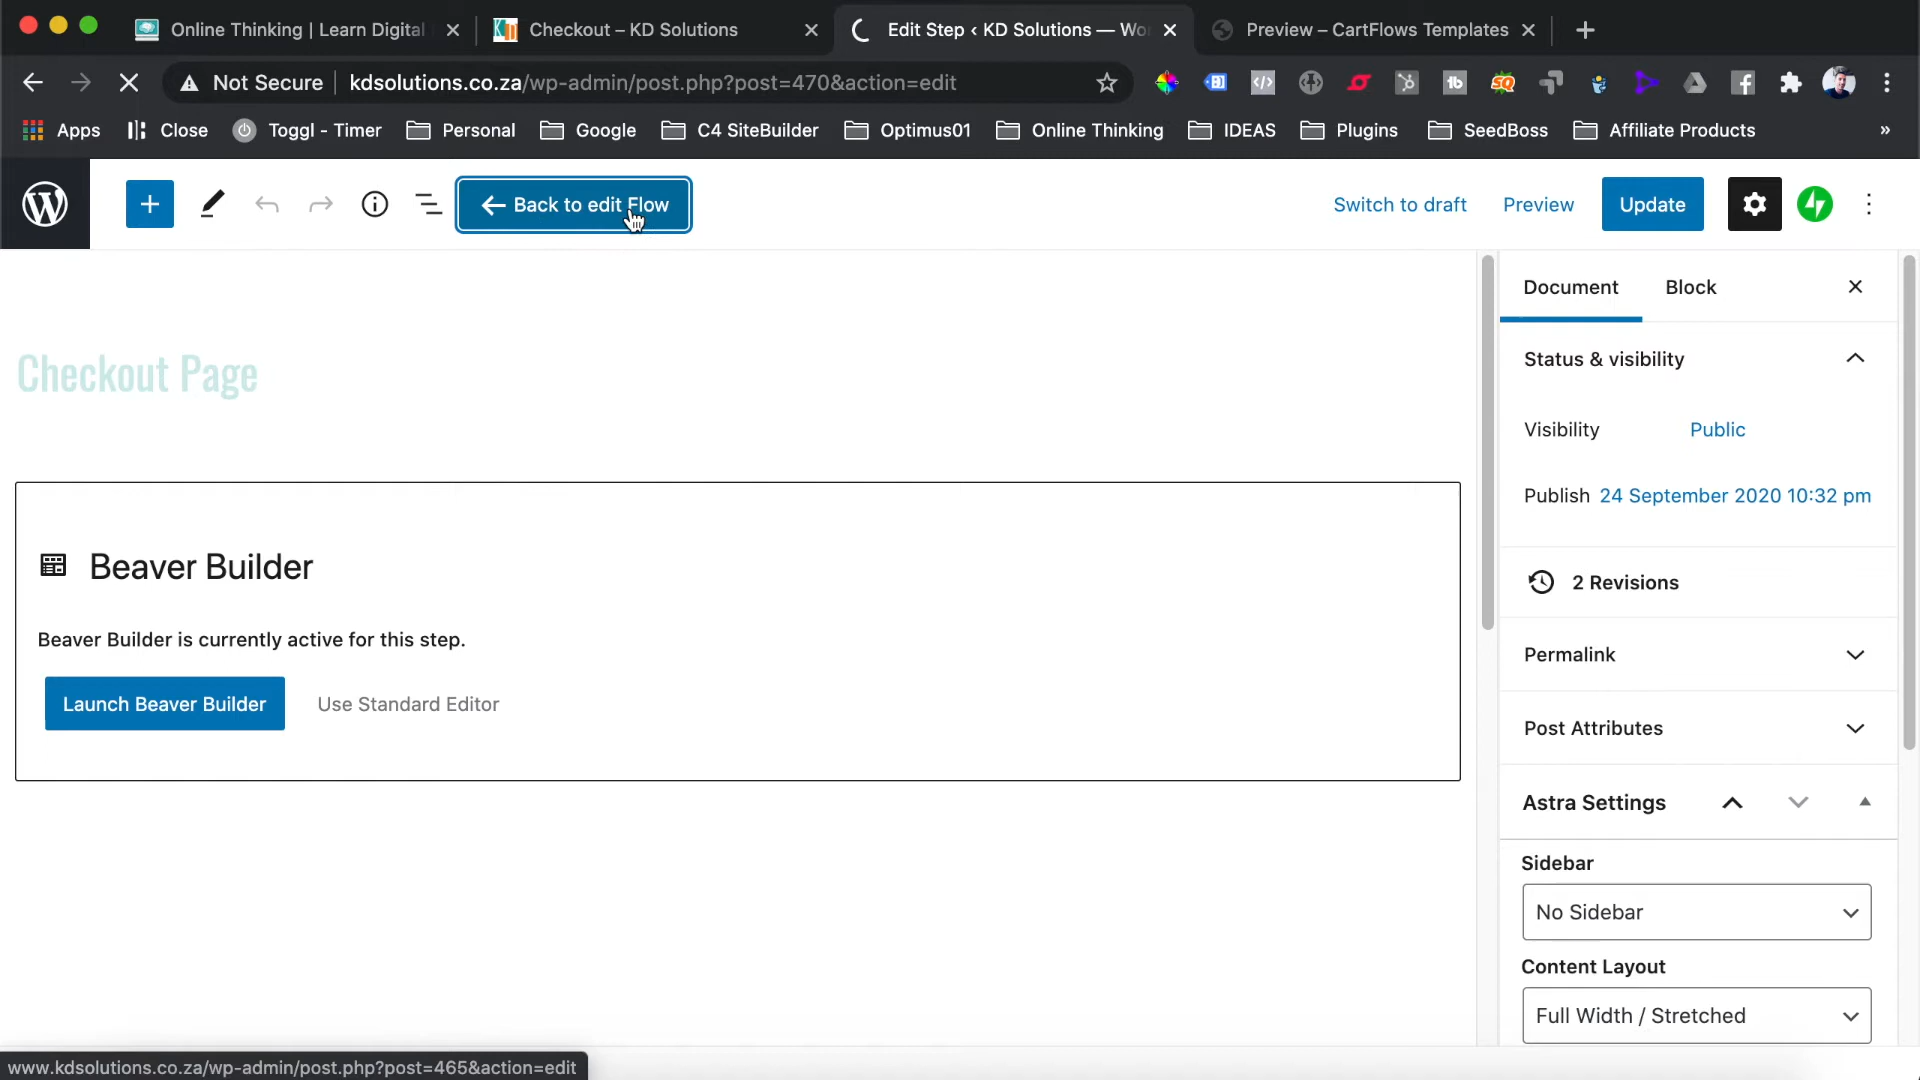 Online Thinking | Learn Digital
Checkout – KD Solutions
Edit Step ‹ KD Solutions — Wo
Preview – CartFlows Templates
Not Secure
kdsolutions.co.za/wp-admin/post.php?post=470&action=edit
Apps
Close
Toggl - Timer
Personal
Google
C4 SiteBuilder
Optimus01
Online Thinking
IDEAS
Plugins
SeedBoss
Affiliate Products
»
← Back to edit Flow
Switch to draft
Preview
Update
Document
Block
Status & visibility
Visibility
Public
Publish
24 September 2020 10:32 pm
2 Revisions
Permalink
Post Attributes
Astra Settings
Sidebar
No Sidebar
Content Layout
Full Width / Stretched
Checkout Page
Beaver Builder
Beaver Builder is currently active for this step.
Launch Beaver Builder
Use Standard Editor
www.kdsolutions.co.za/wp-admin/post.php?post=465&action=edit